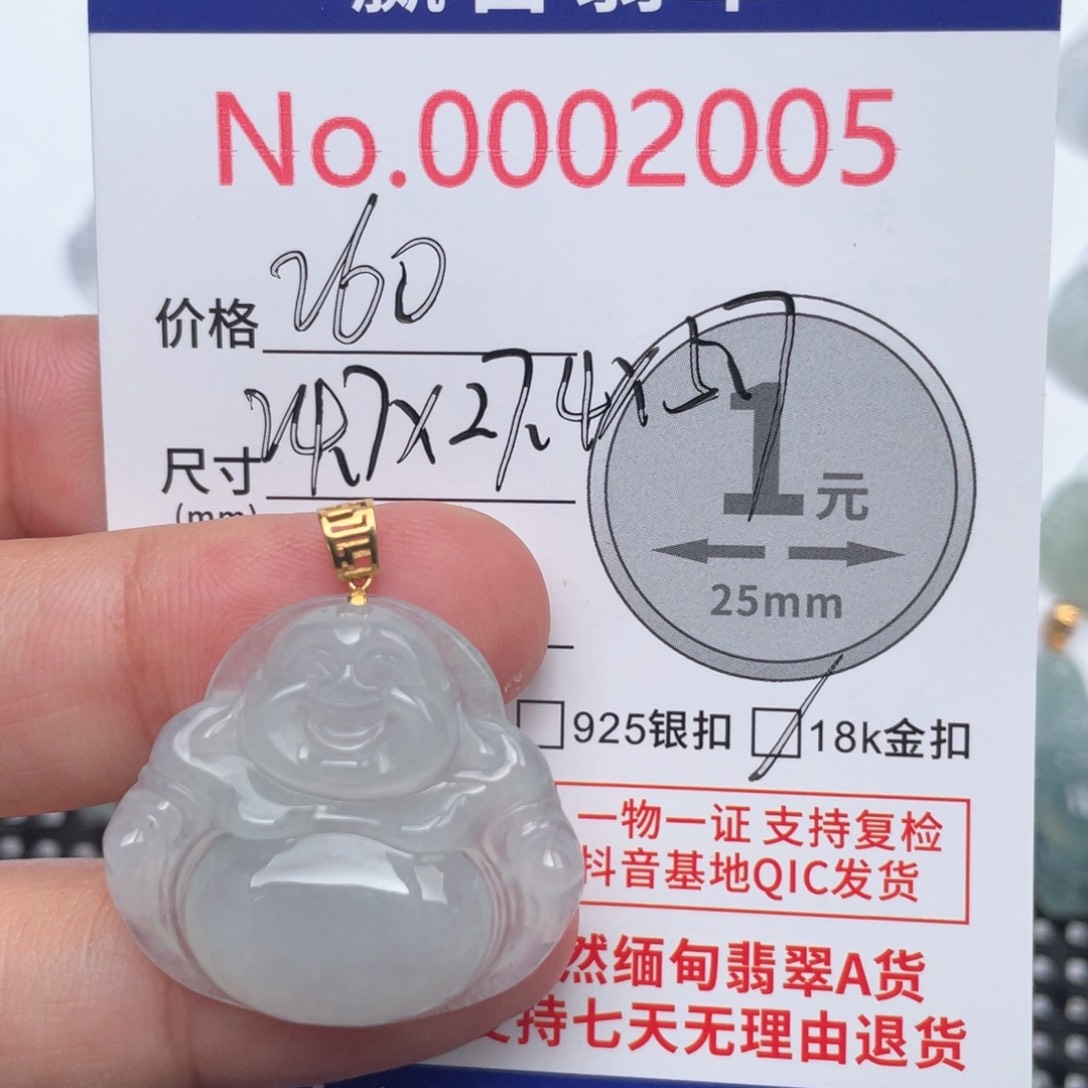 No.0002005
价格 260
尺寸 24.7x27.4x5.7
(mm)
1元
25mm
925银扣 18k金扣
一物一证 支持复检
抖音基地QIC发货
然缅甸翡翠A货
支持七天无理由退货